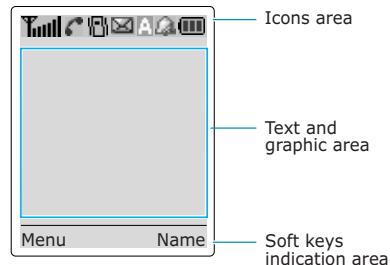 A
Icons area
Text and
graphic area
Menu Name
Soft keys
indication area